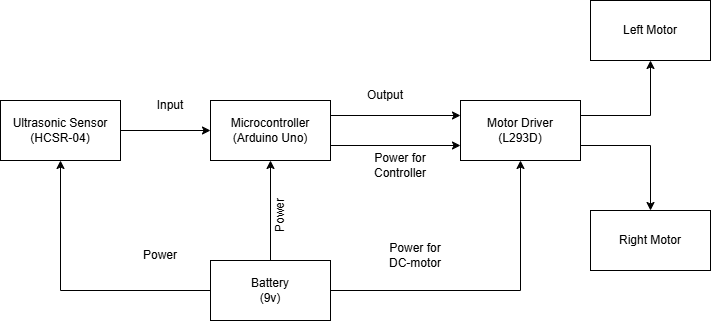 Left Motor
Input
Output
Ultrasonic Sensor
(HCSR-04)
Microcontroller
(Arduino Uno)
Motor Driver
(L293D)
Power for
Controller
Power
Right Motor
Power
Power for
DC-motor
Battery
(9v)